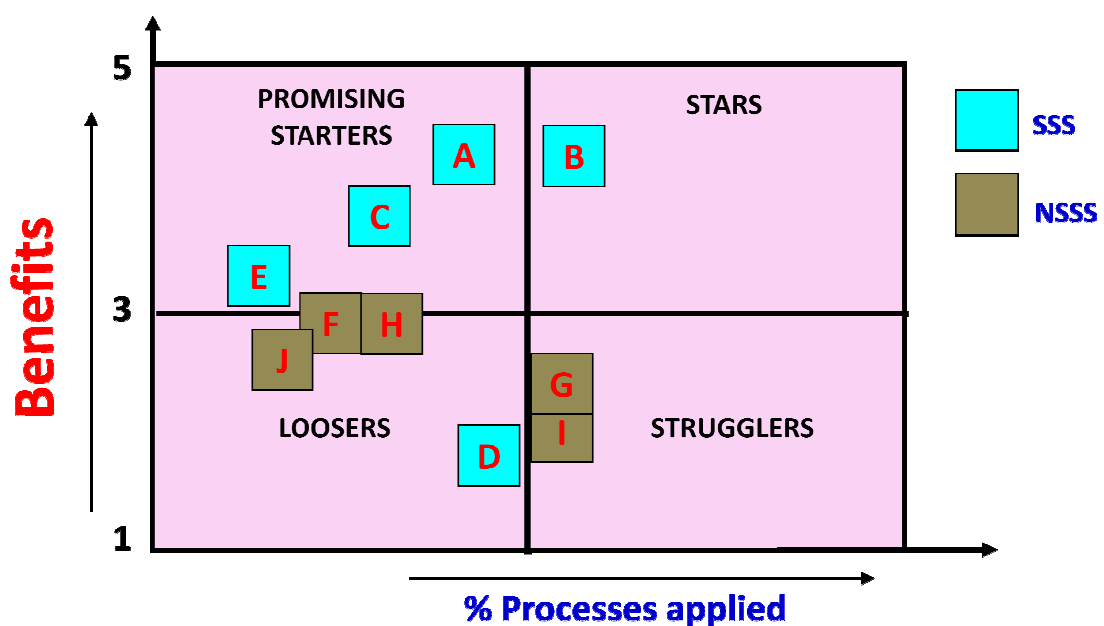 5
PROMISING
STARTERS
STARS
A
B
SSS
C
NSSS
E
3
F
H
J
G
Benefits
LOOSERS
I
STRUGGLERS
D
1
% Processes applied